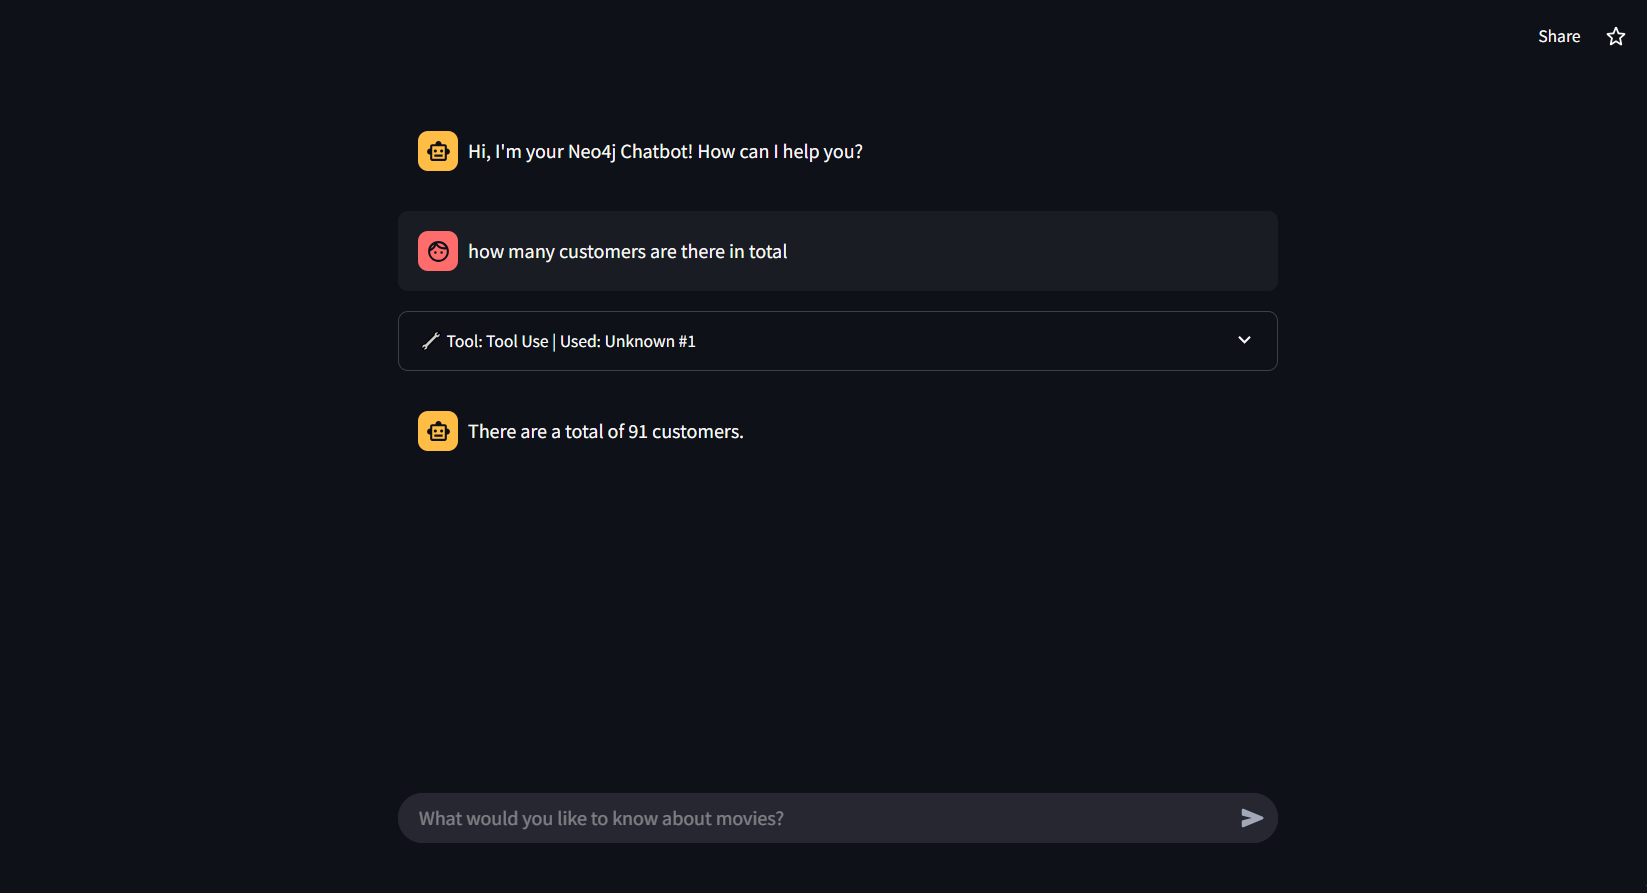 Share
Hi, I'm your Neo4j Chatbot! How can I help you?
how many customers are there in total
Tool: Tool Use | Used: Unknown #1
There are a total of 91 customers.
What would you like to know about movies?